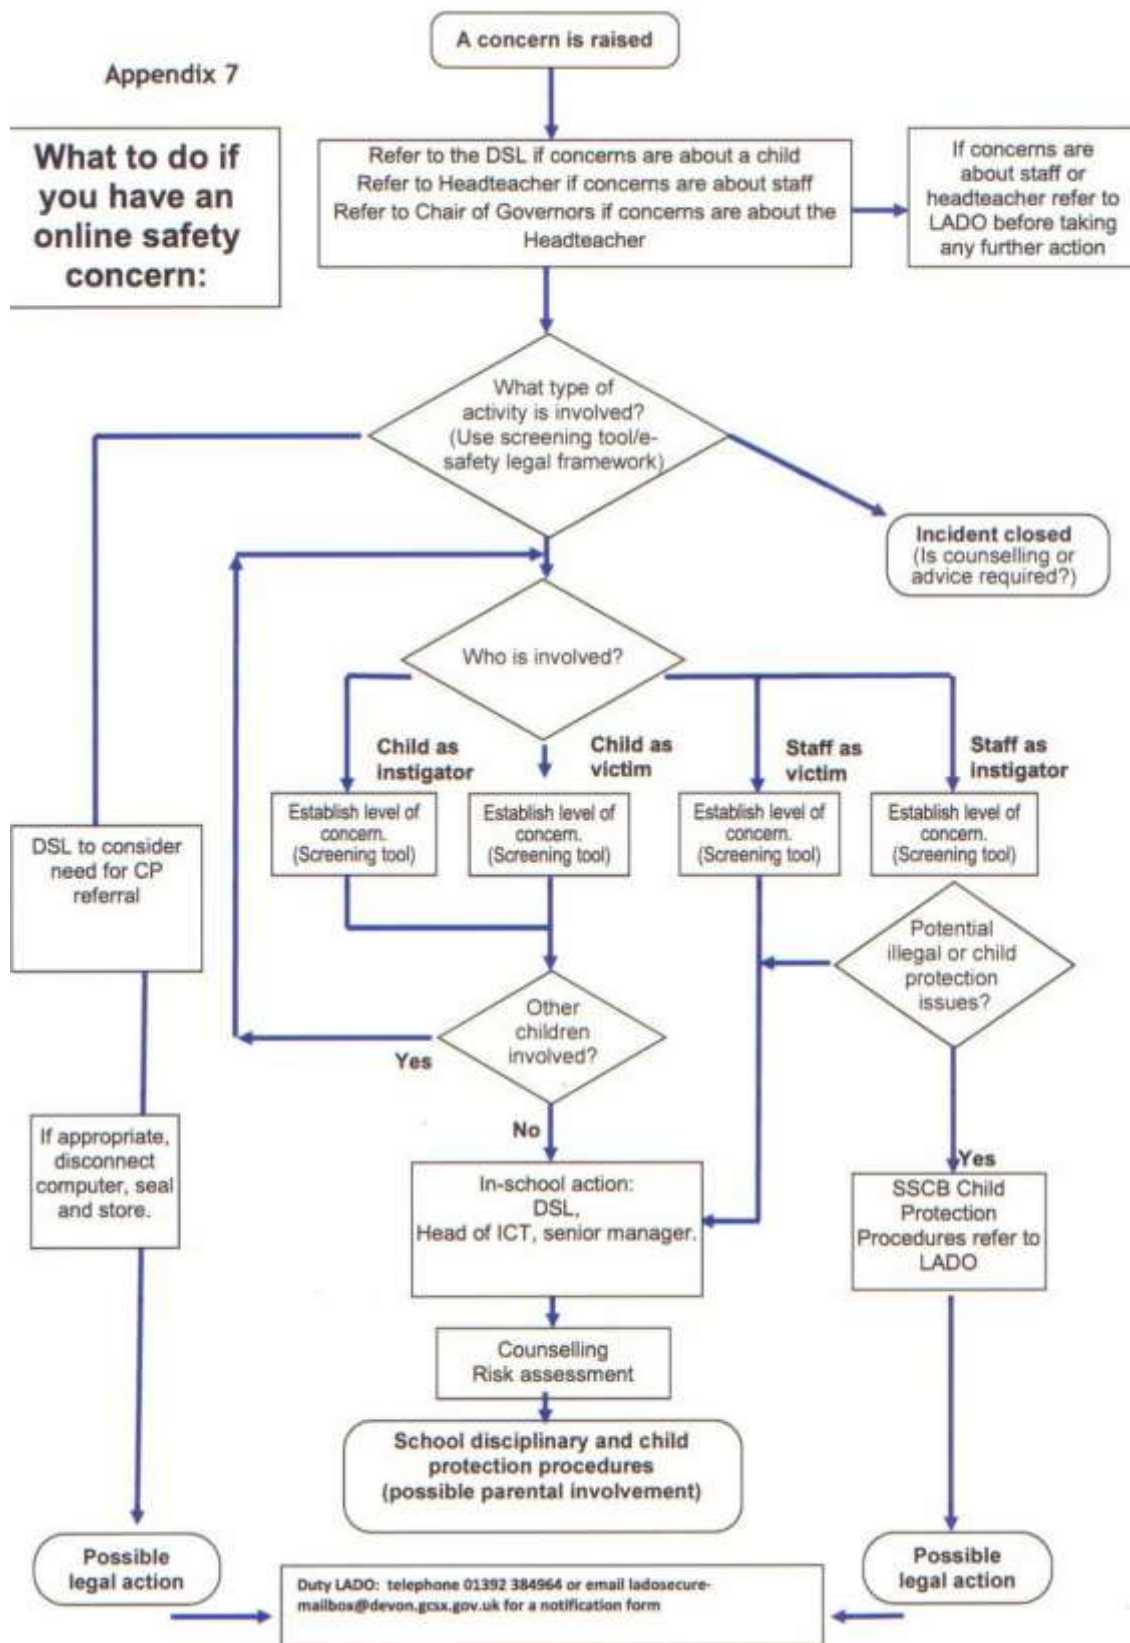 A concern is raised
Appendix 7
What to do if
you have an
online safety
concern:
Refer to the DSL if concerns are about a child
Refer to Headteacher if concerns are about staff
Refer to Chair of Governors if concerns are about the
Headteacher
If concerns are
about staff or
headteacher refer to
LADO before taking
any further action
What type of
activity is involved?
(Use screening tool/e-
safety legal framework)
Incident closed
(Is counselling or
advice required?)
Who is involved?
Child as
instigator
Child as
victim
Staff as
victim
Staff as
instigator
Establish level of
concern.
(Screening tool)
Establish level of
concern.
(Screening tool)
Establish level of
concern.
(Screening tool)
Establish level of
concern.
(Screening tool)
DSL to consider
need for CP
referral
Potential
illegal or child
protection
issues?
Other
children
involved?
Yes
No
If appropriate,
disconnect
computer, seal
and store.
In-school action:
DSL,
Head of ICT, senior manager.
Yes
SSCB Child
Protection
Procedures refer to
LADO
Counselling
Risk assessment
School disciplinary and child
protection procedures
(possible parental involvement)
Possible
legal action
Possible
legal action
Duty LADO: telephone 01392 384964 or email ladosecure-
mailbox@devon.gcsx.gov.uk for a notification form